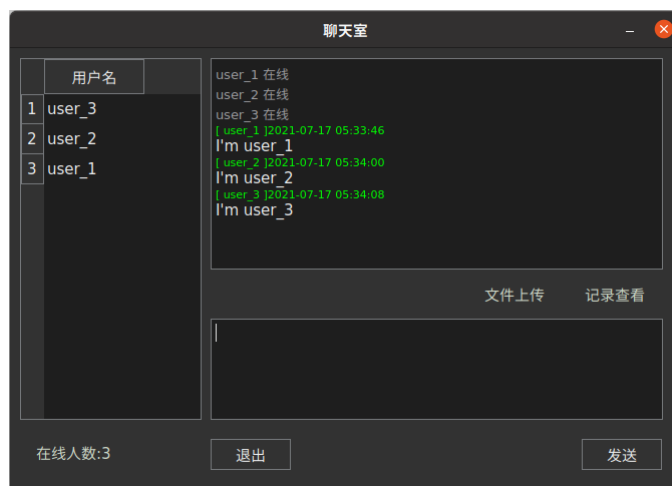 聊天室
用户名
1 user_3
2 user_2
3 user_1
user_1 在线
user_2 在线
user_3 在线
[ user_1 ]2021-07-17 05:33:46
I'm user_1
[ user_2 ]2021-07-17 05:34:00
I'm user_2
[ user_3 ]2021-07-17 05:34:08
I'm user_3
文件上传 记录查看
在线人数:3
退出
发送